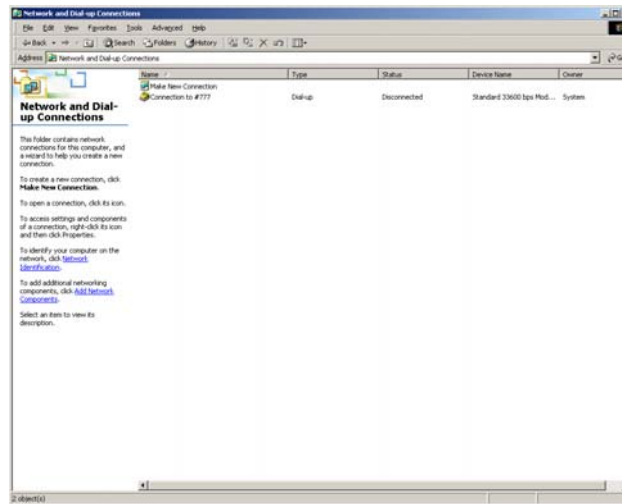 Network and Dial-up Connections
File Edit View Favorites Tools Advanced Help
Back Search Folders History
Address Network and Dial-up Connections
Name Type Status Device Name Owner
Make New Connection
Connection to #777 Dial-up Disconnected Standard 33600 bps Mod... System
Network and Dial-
up Connections
This folder contains network
connections for this computer, and
a wizard to help you create a new
connection.
To create a new connection, click
Make New Connection.
To open a connection, click its icon.
To access settings and components
of a connection, right-click its icon
and then click Properties.
To identify your computer on the
network, click Network
Identification.
To add additional networking
components, click Add Network
Components.
Select an item to view its
description.
2 object(s)